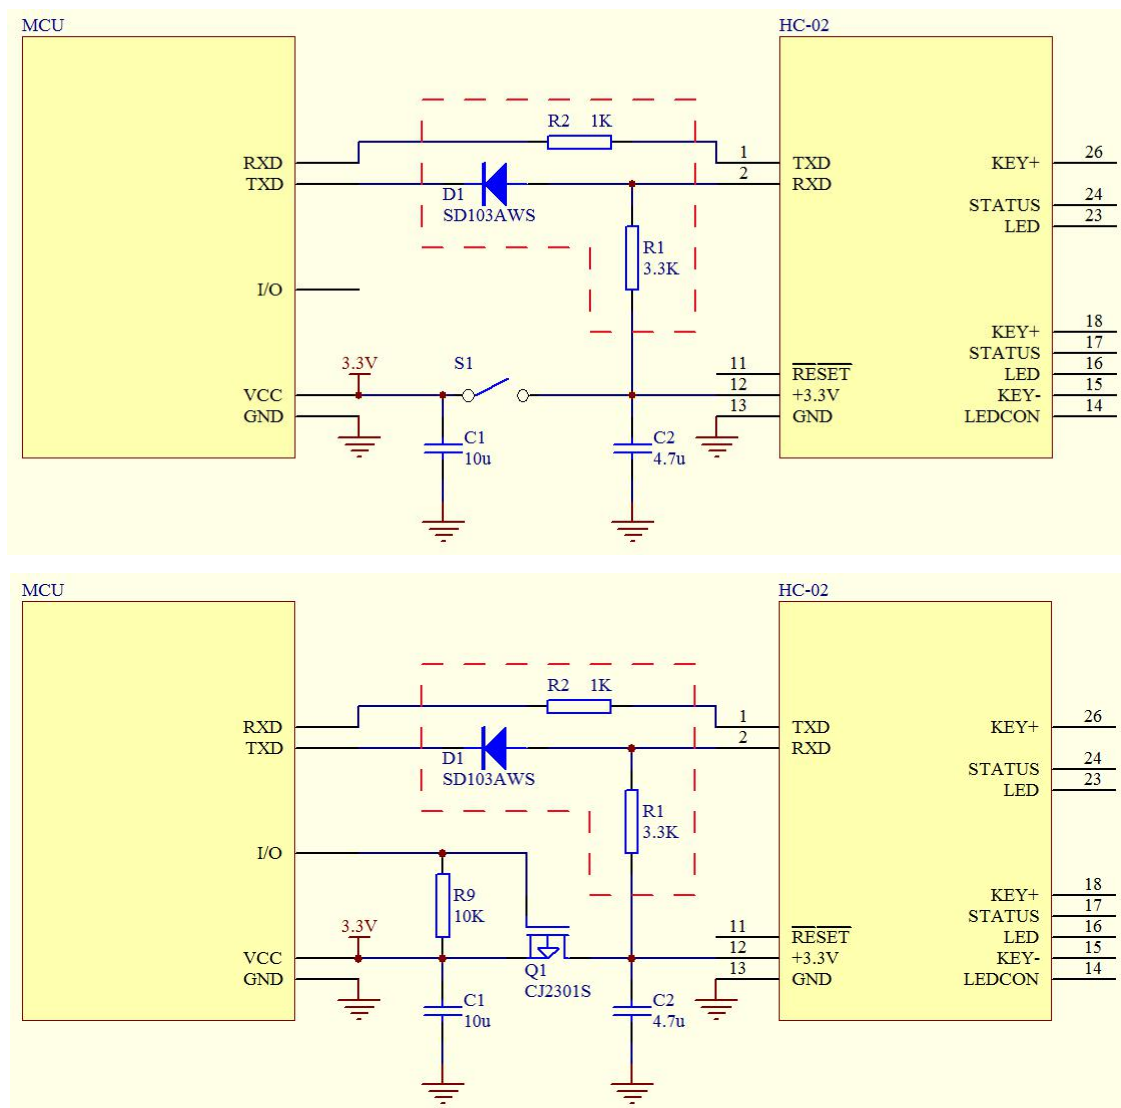 MCU
HC-02
R2 1K
RXD
1
TXD
KEY+
26
TXD
2
RXD
D1
SD103AWS
STATUS
24
LED
23
R1
3.3K
I/O
KEY+
18
STATUS
17
3.3V
S1
11
RESET
LED
16
VCC
12
+3.3V
KEY-
15
GND
13
GND
LEDCON
14
C1
10u
C2
4.7u
MCU
HC-02
R2 1K
RXD
1
TXD
KEY+
26
TXD
2
RXD
D1
SD103AWS
STATUS
24
LED
23
R1
3.3K
I/O
R9
10K
KEY+
18
STATUS
17
3.3V
11
RESET
LED
16
VCC
12
+3.3V
KEY-
15
GND
13
GND
LEDCON
14
Q1
CJ2301S
C1
10u
C2
4.7u